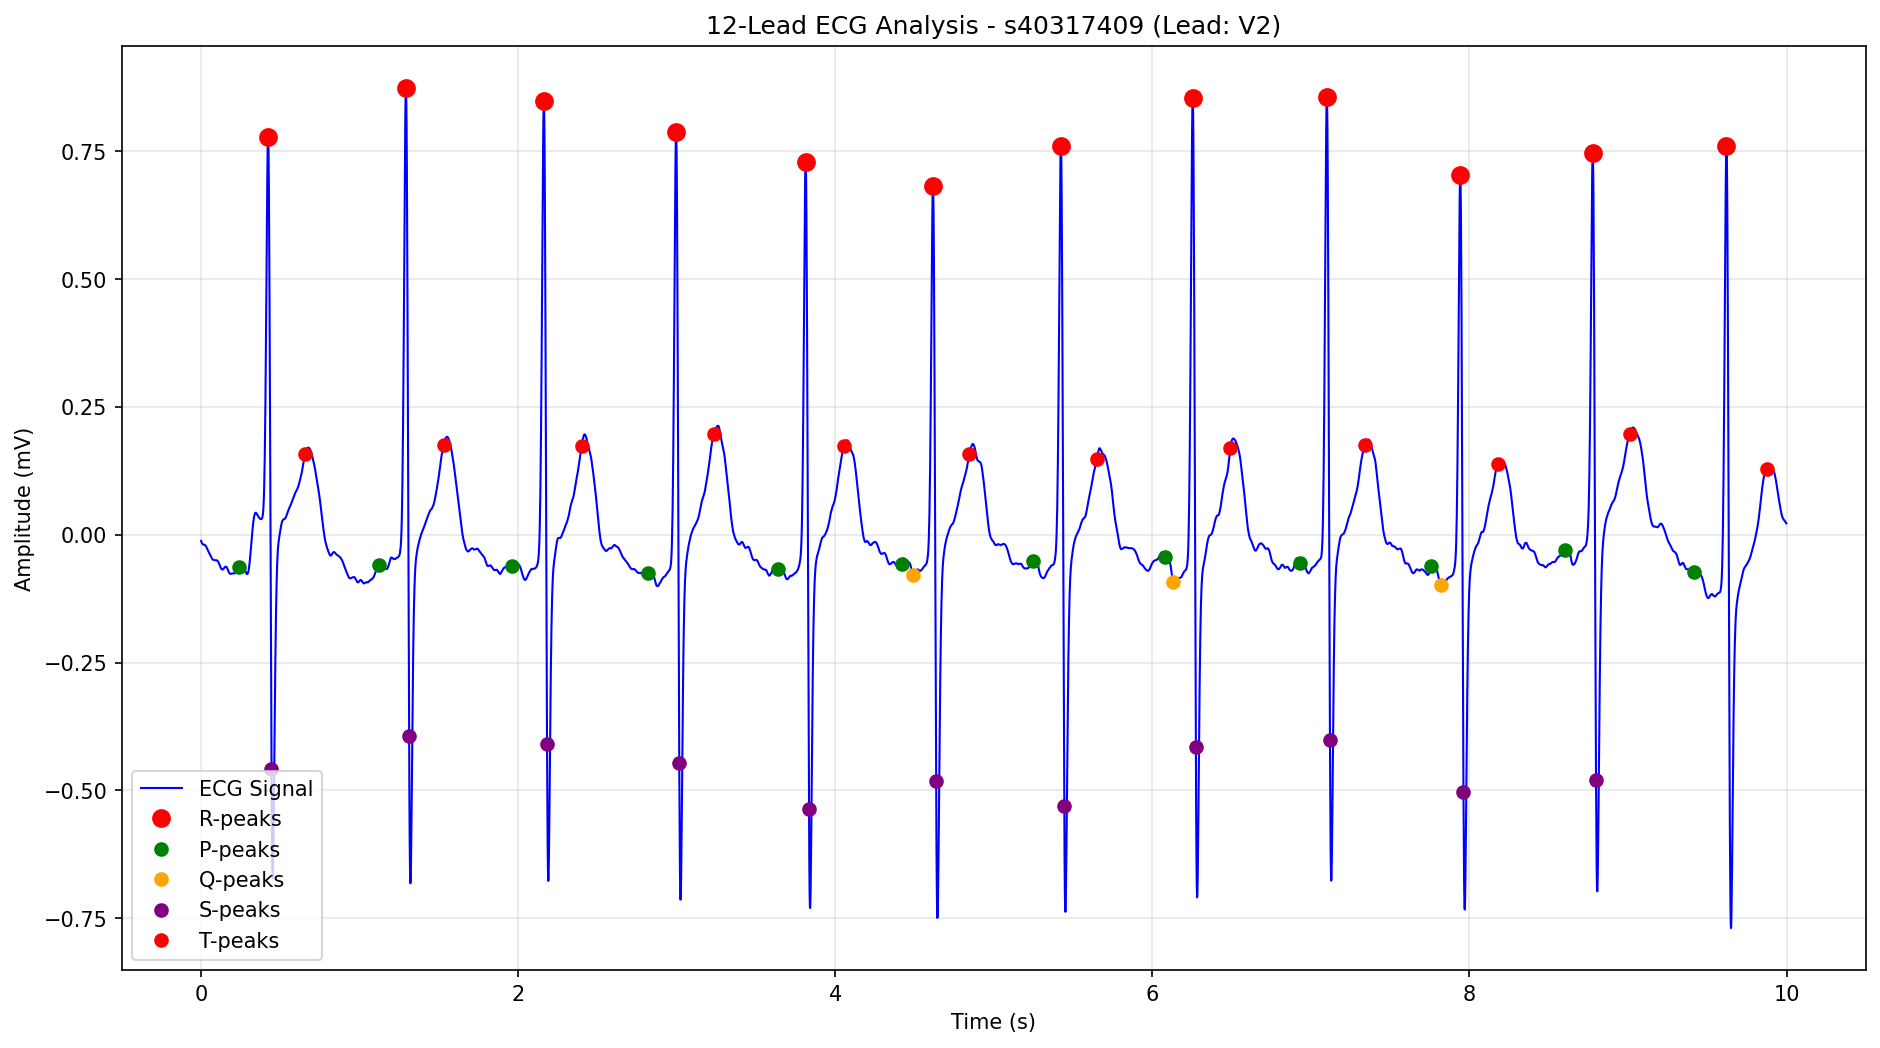 12-Lead ECG Analysis - s40317409 (Lead: V2)
Amplitude (mV)
0.75
0.50
0.25
0.00
−0.25
−0.50
−0.75
ECG Signal
R-peaks
P-peaks
Q-peaks
S-peaks
T-peaks
0 2 4 6 8 10
Time (s)